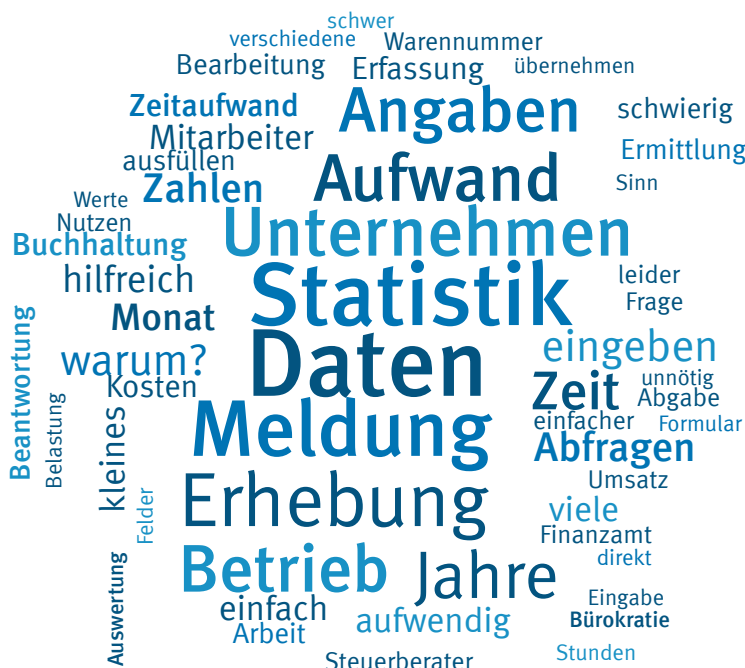 schwer
verschiedene Warennummer
Bearbeitung Erfassung übernehmen
Zeitaufwand Angaben schwierig
Mitarbeiter
ausfüllen Aufwand Ermittlung
Zahlen Sinn
Werte
Nutzen Unternehmen
Buchhaltung
hilfreich Statistik leider
Monat Frage
warum? Daten eingeben
Kosten Zeit unnötig
Abgabe
Beantwortung
Belastung
kleines Meldung einfacher Formular
Abfragen
Felder Erhebung Umsatz
viele
Finanzamt
Auswertung
Betrieb Jahre direkt
einfach aufwendig Eingabe
Arbeit Bürokratie
Steuerberater Stunden